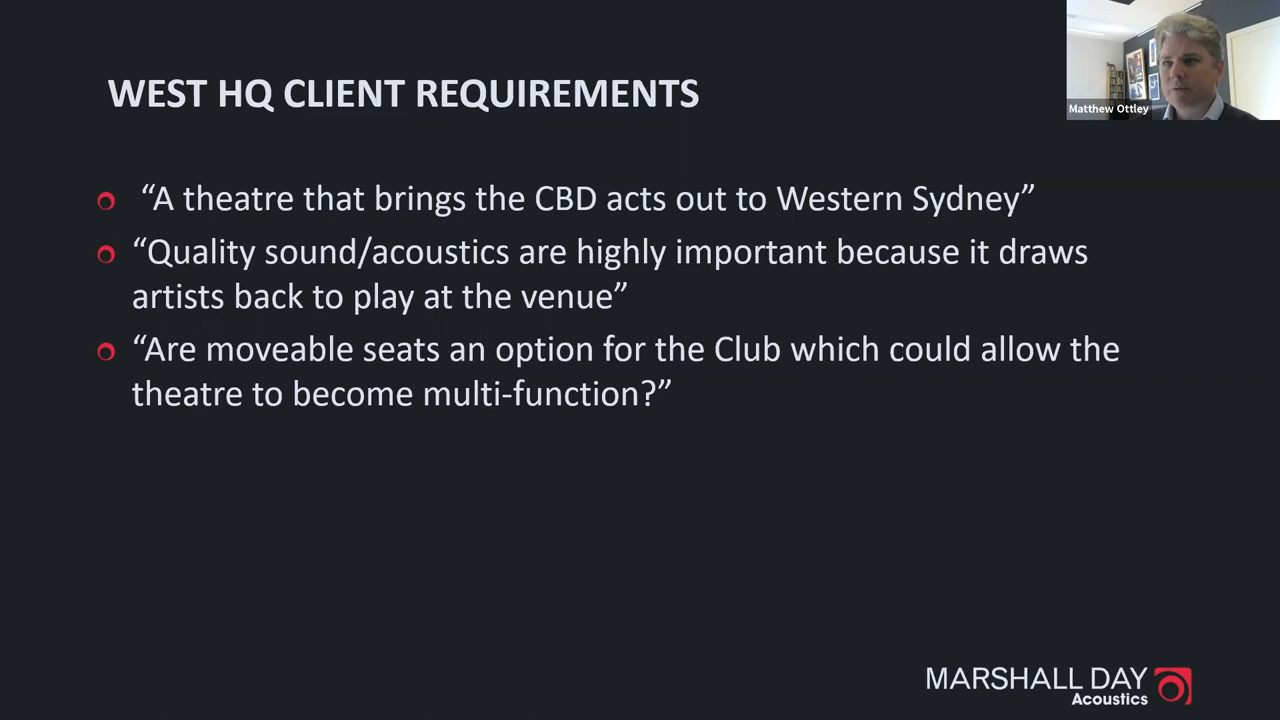 WEST HQ CLIENT REQUIREMENTS
Matthew Ottley
“A theatre that brings the CBD acts out to Western Sydney”
“Quality sound/acoustics are highly important because it draws
artists back to play at the venue”
“Are moveable seats an option for the Club which could allow the
theatre to become multi-function?”
MARSHALL DAY
Acoustics